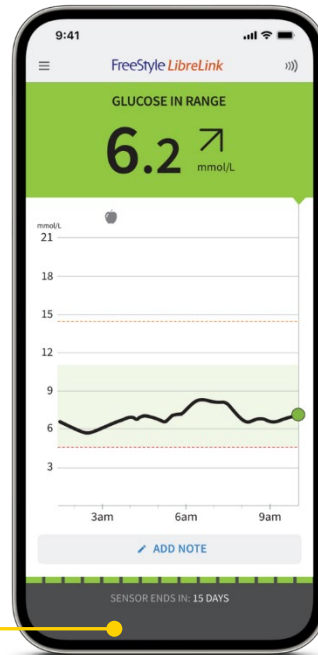 9:41
FreeStyle LibreLink
GLUCOSE IN RANGE
6.2
mmol/L
mmol/L
21
18
15
12
9
6
3
3am 6am 9am
ADD NOTE
SENSOR ENDS IN: 15 DAYS